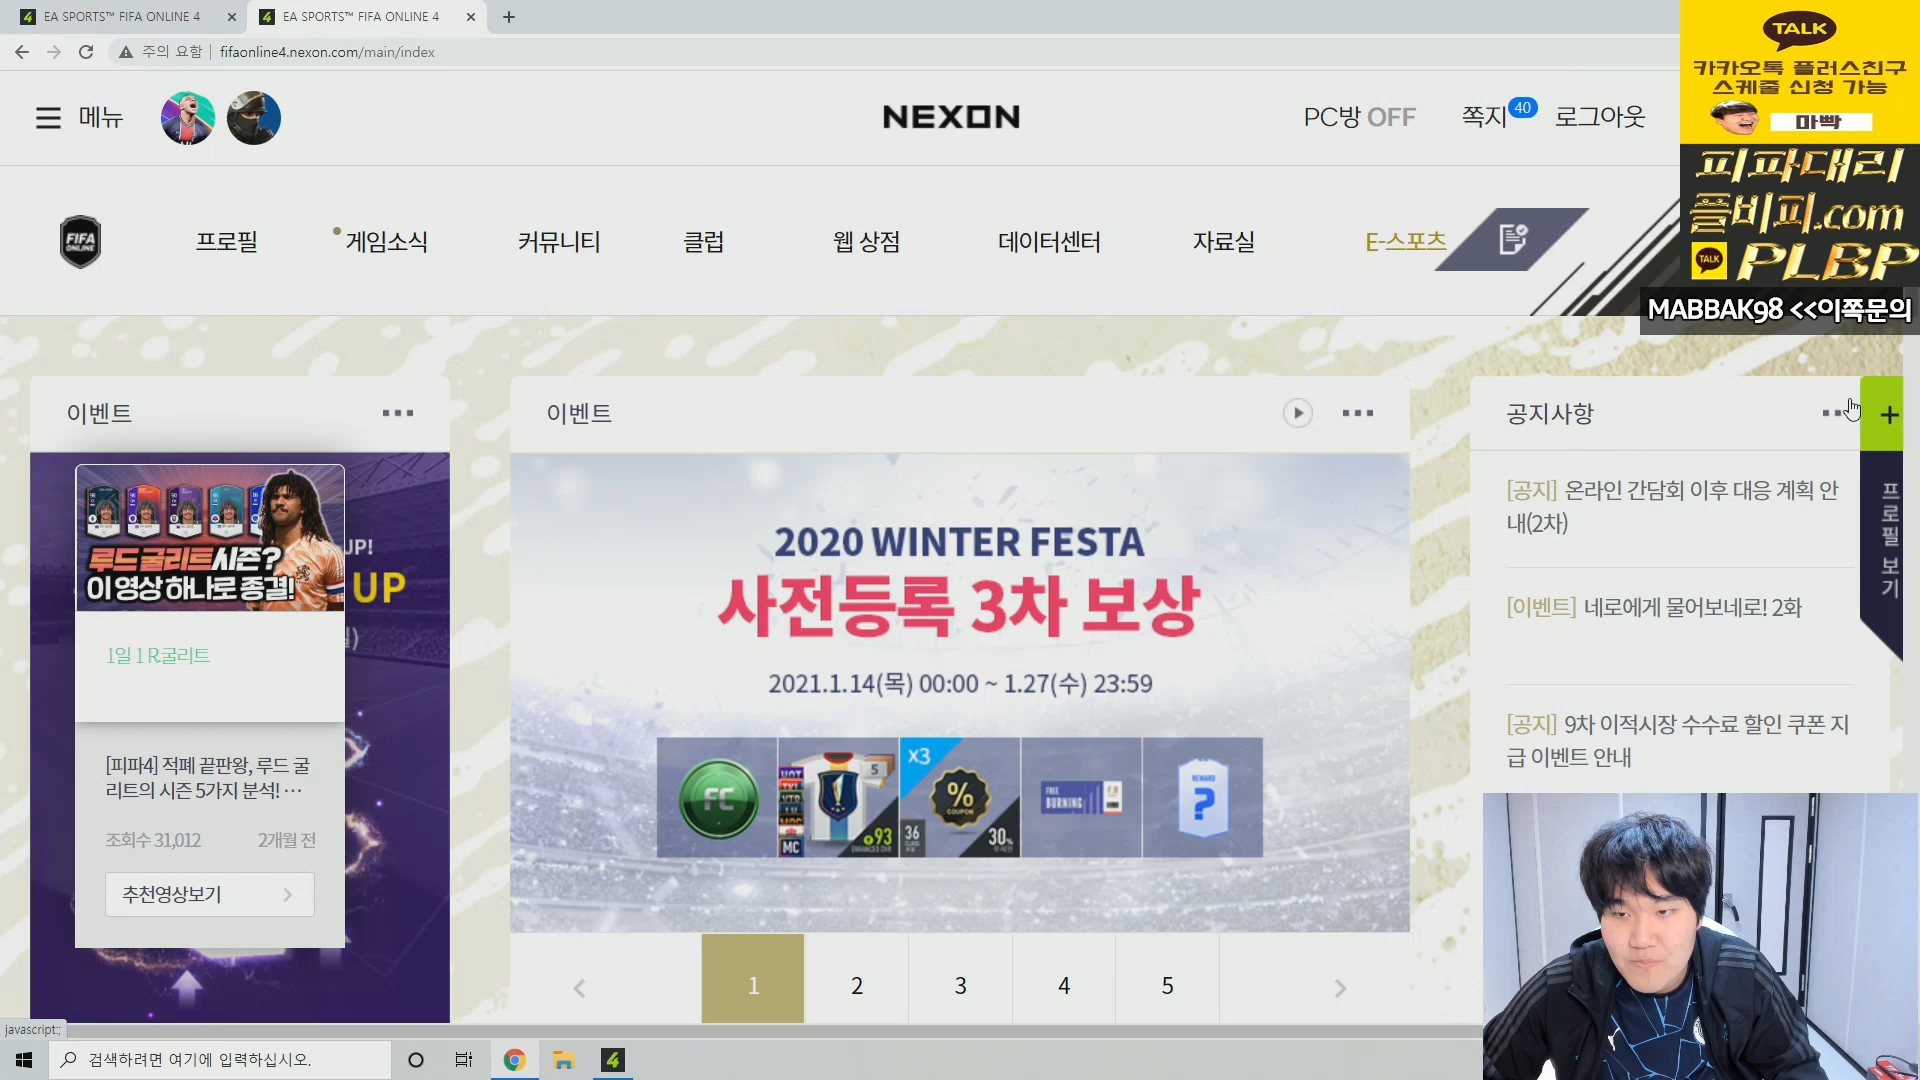 EA SPORTS™ FIFA ONLINE 4
EA SPORTS™ FIFA ONLINE 4
주의 요함 | fifaonline4.nexon.com/main/index
메뉴
NEXON
PC방 OFF
쪽지 40
로그아웃
TALK
카카오톡 플러스친구
스케줄 신청 가능
마빡
피파대리
플비피.com
TALK PLBP
MABBAK98 <<이쪽문의
FIFA ONLINE
프로필
게임소식
커뮤니티
클럽
웹 상점
데이터센터
자료실
E-스포츠
이벤트
루드 굴리트 시즌?
이 영상 하나로 종결!
UP!
UP
1일 1 R.굴리트
[피파4] 적폐 끝판왕, 루드 굴
리트의 시즌 5가지 분석! …
조회수 31,012
2개월 전
추천영상보기
이벤트
2020 WINTER FESTA
사전등록 3차 보상
2021.1.14(목) 00:00 ~ 1.27(수) 23:59
FC
MC
5
93
x3
%
COUPON
36
30%
FREE
BURNING
REWARD
?
1
2
3
4
5
공지사항
[공지] 온라인 간담회 이후 대응 계획 안
내(2차)
[이벤트] 네로에게 물어보네로! 2화
[공지] 9차 이적시장 수수료 할인 쿠폰 지
급 이벤트 안내
+
프로필 보기
javascript:;
검색하려면 여기에 입력하십시오.